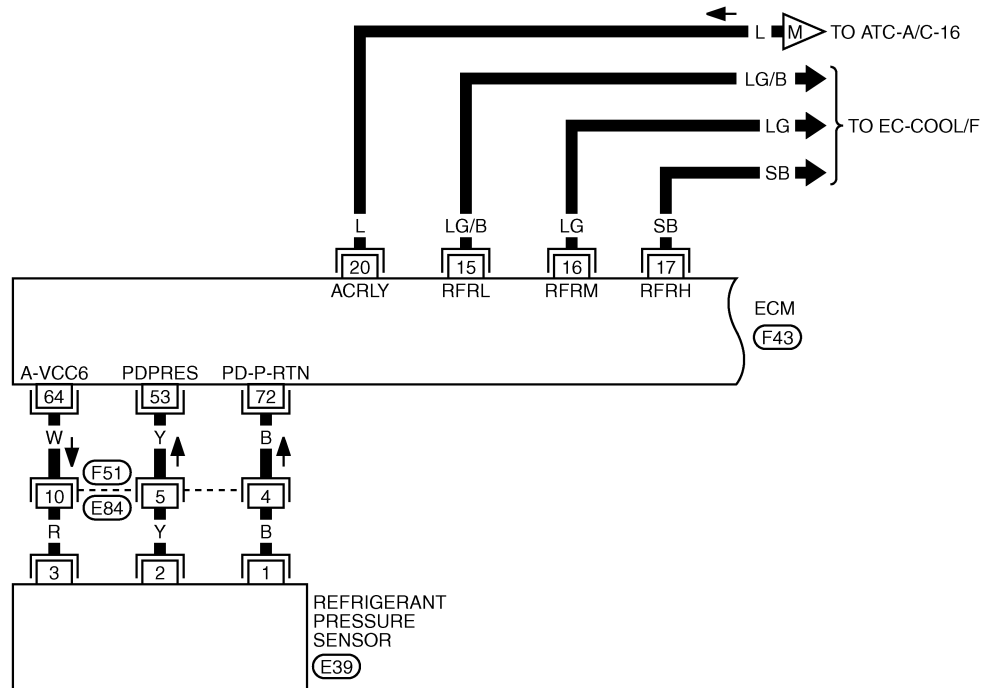 L M TO ATC-A/C-16
LG/B
LG TO EC-COOL/F
SB
L LG/B LG SB
20 15 16 17
ACRLY RFRL RFRM RFRH
ECM
F43
A-VCC6 PDPRES PD-P-RTN
64 53 72
W Y B
F51
10 5 4
E84
R Y B
3 2 1
REFRIGERANT
PRESSURE
SENSOR
E39